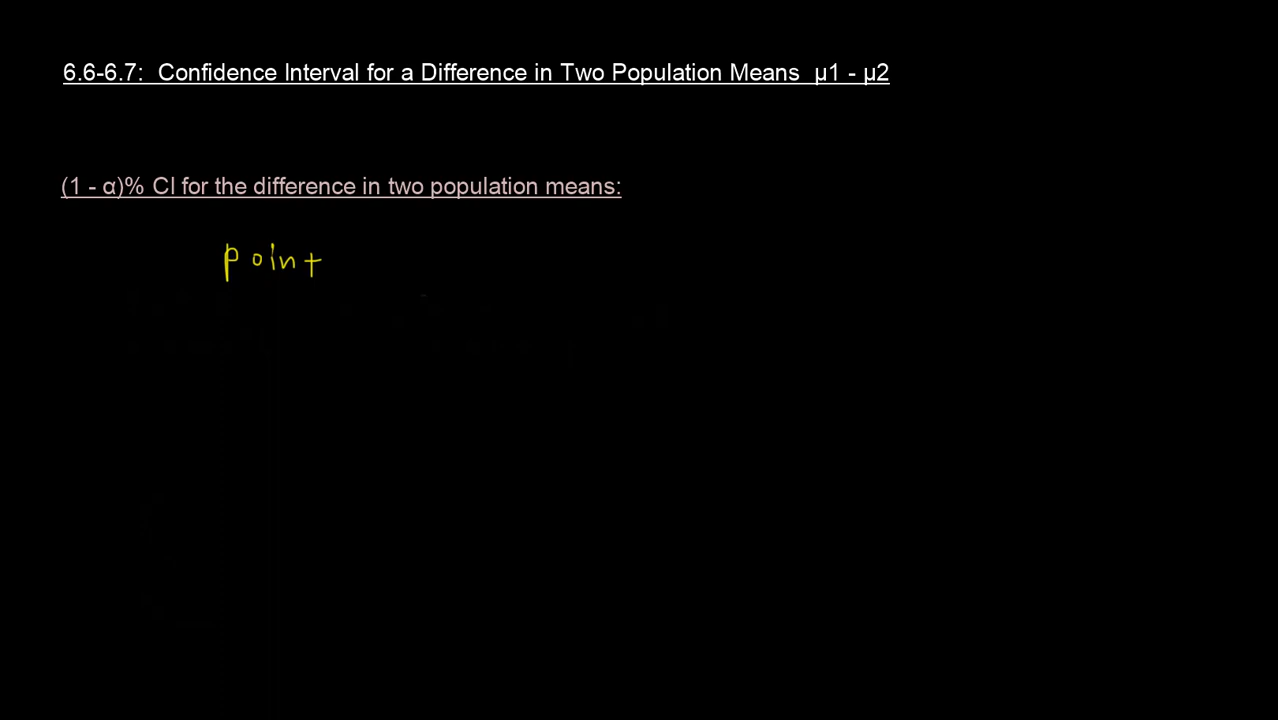 6.6-6.7: Confidence Interval for a Difference in Two Population Means μ1 - μ2
(1 - α)% CI for the difference in two population means:
point